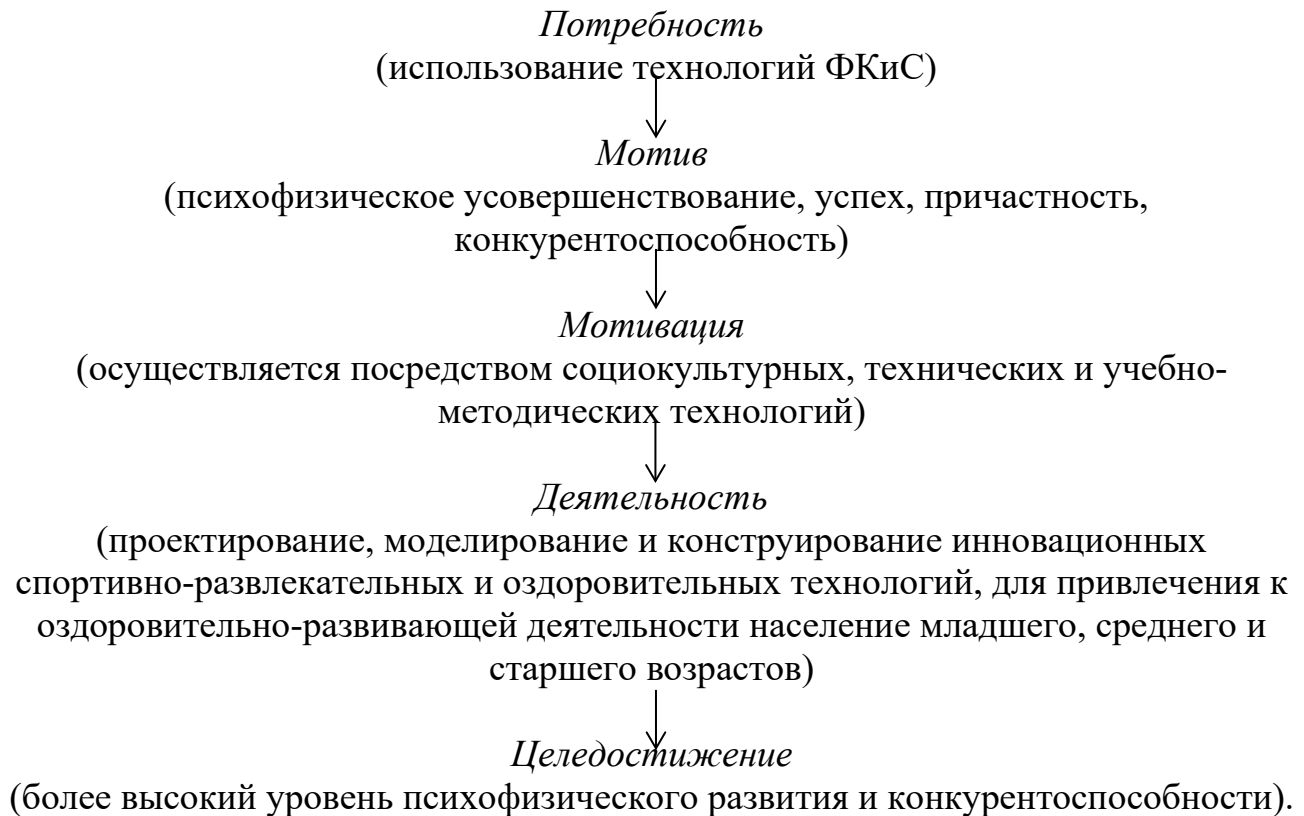 Потребность
(использование технологий ФКиС)
Мотив
(психофизическое усовершенствование, успех, причастность,
конкурентоспособность)
Мотивация
(осуществляется посредством социокультурных, технических и учебно-
методических технологий)
Деятельность
(проектирование, моделирование и конструирование инновационных
спортивно-развлекательных и оздоровительных технологий, для привлечения к
оздоровительно-развивающей деятельности население младшего, среднего и
старшего возрастов)
Целедостижение
(более высокий уровень психофизического развития и конкурентоспособности).